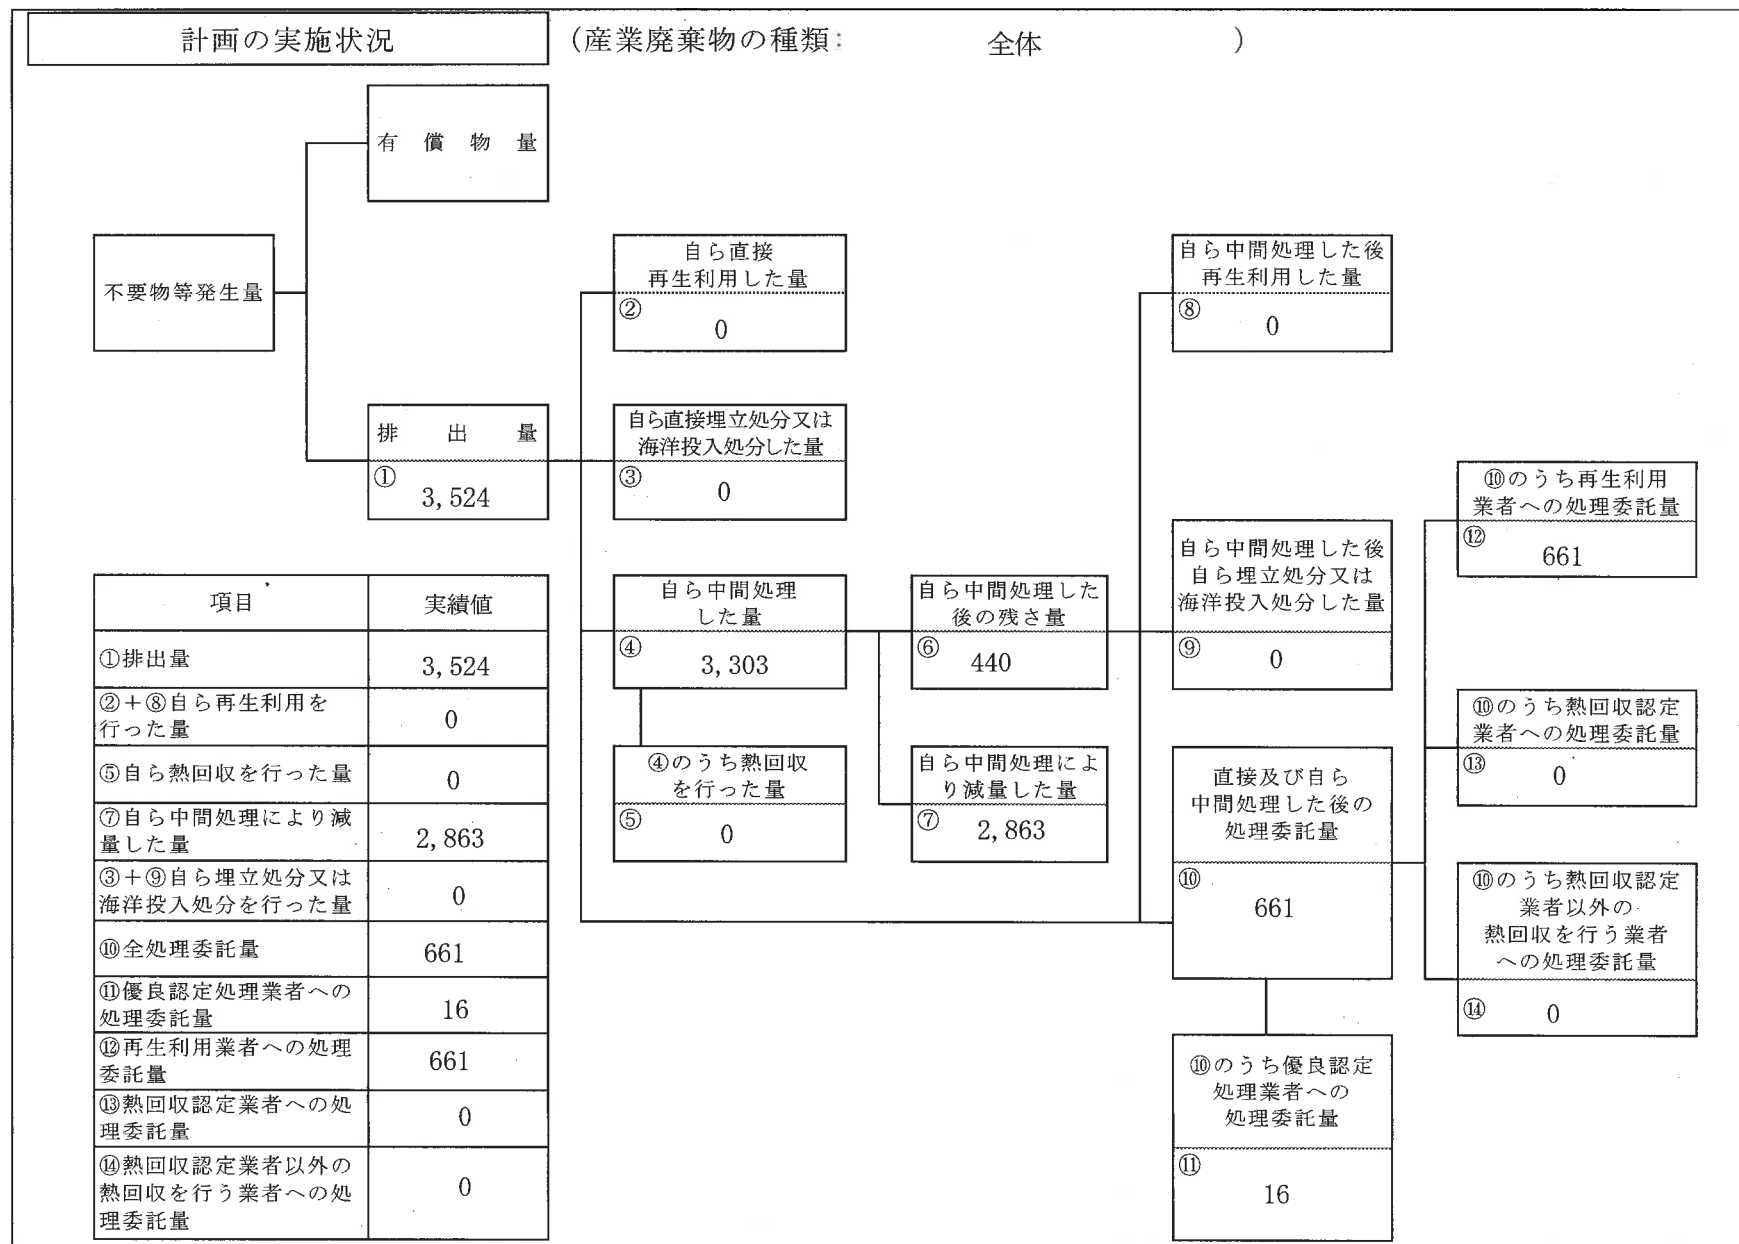 計画の実施状況
(産業廃棄物の種類: 全体 )
有償物量
不要物等発生量
排出量
①
3,524
自ら直接
再生利用した量
②
0
自ら直接埋立処分又は
海洋投入処分した量
③
0
自ら中間処理
した量
④
3,303
④のうち熱回収
を行った量
⑤
0
自ら中間処理した
後の残さ量
⑥
440
自ら中間処理によ
り減量した量
⑦
2,863
自ら中間処理した後
再生利用した量
⑧
0
自ら中間処理した後
自ら埋立処分又は
海洋投入処分した量
⑨
0
直接及び自ら
中間処理した後の
処理委託量
⑩
661
⑩のうち優良認定
処理業者への
処理委託量
⑪
16
⑩のうち再生利用
業者への処理委託量
⑫
661
⑩のうち熱回収認定
業者への処理委託量
⑬
0
⑩のうち熱回収認定
業者以外の
熱回収を行う業者
への処理委託量
⑭
0
項目 実績値
①排出量 3,524
②+⑧自ら再生利用を
行った量 0
⑤自ら熱回収を行った量 0
⑦自ら中間処理により減
量した量 2,863
③+⑨自ら埋立処分又は
海洋投入処分を行った量 0
⑩全処理委託量 661
⑪優良認定処理業者への
処理委託量 16
⑫再生利用業者への処理
委託量 661
⑬熱回収認定業者への処
理委託量 0
⑭熱回収認定業者以外の
熱回収を行う業者への処
理委託量 0